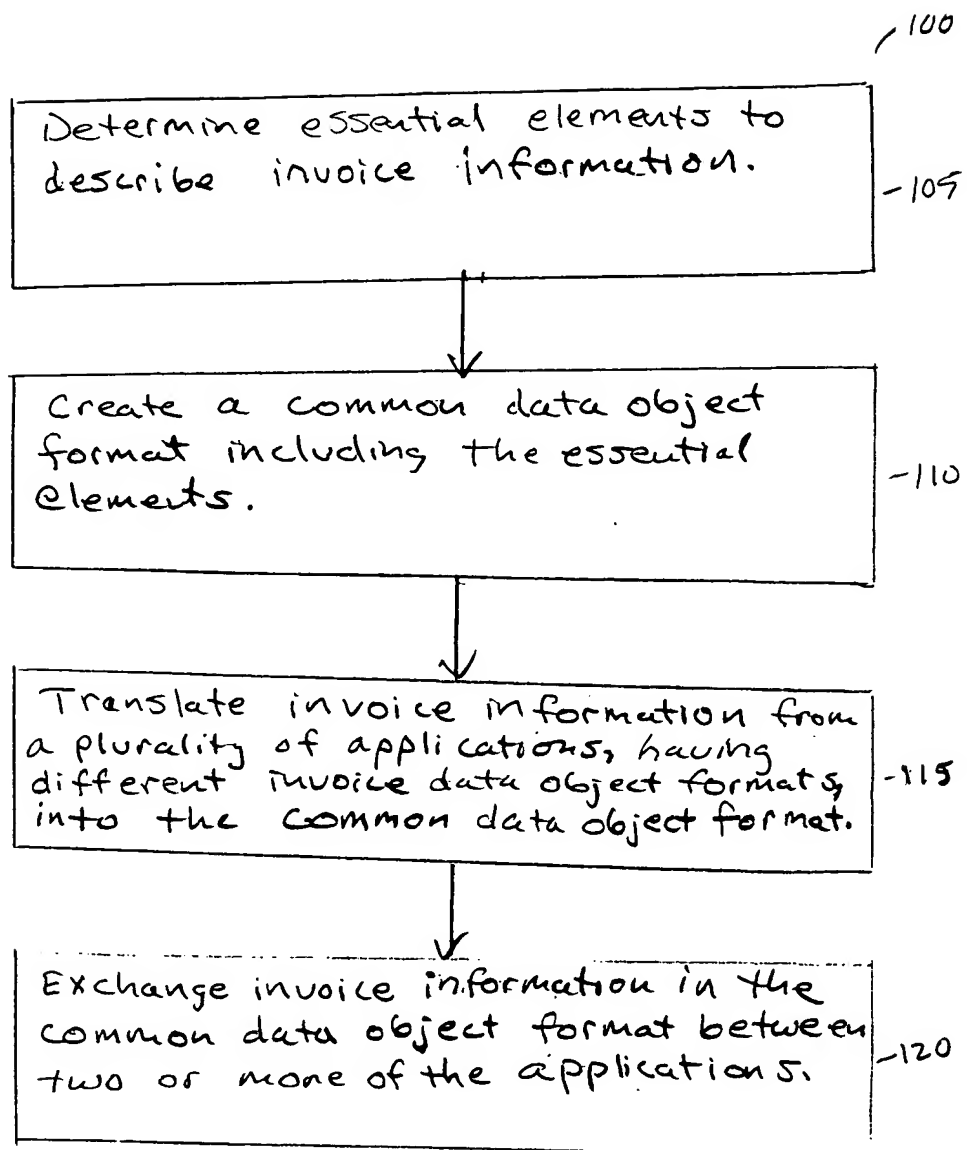 100
Determine essential elements to
describe invoice information.
-105
Create a common data object
format including the essential
elements.
-110
Translate invoice information from
a plurality of applications, having
different invoice data object formats,
into the common data object format.
-115
Exchange invoice information in the
common data object format between
two or more of the applications.
-120